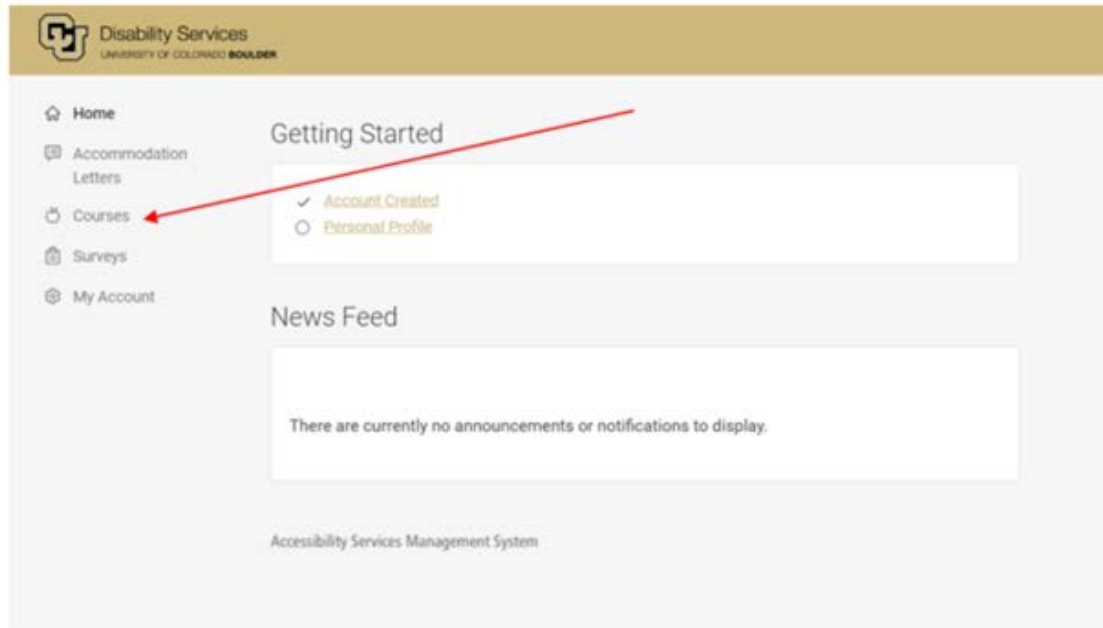 Disability Services
UNIVERSITY OF COLORADO BOULDER
Home
Accommodation
Letters
Courses
Surveys
My Account
Getting Started
Account Created
Personal Profile
News Feed
There are currently no announcements or notifications to display.
Accessibility Services Management System